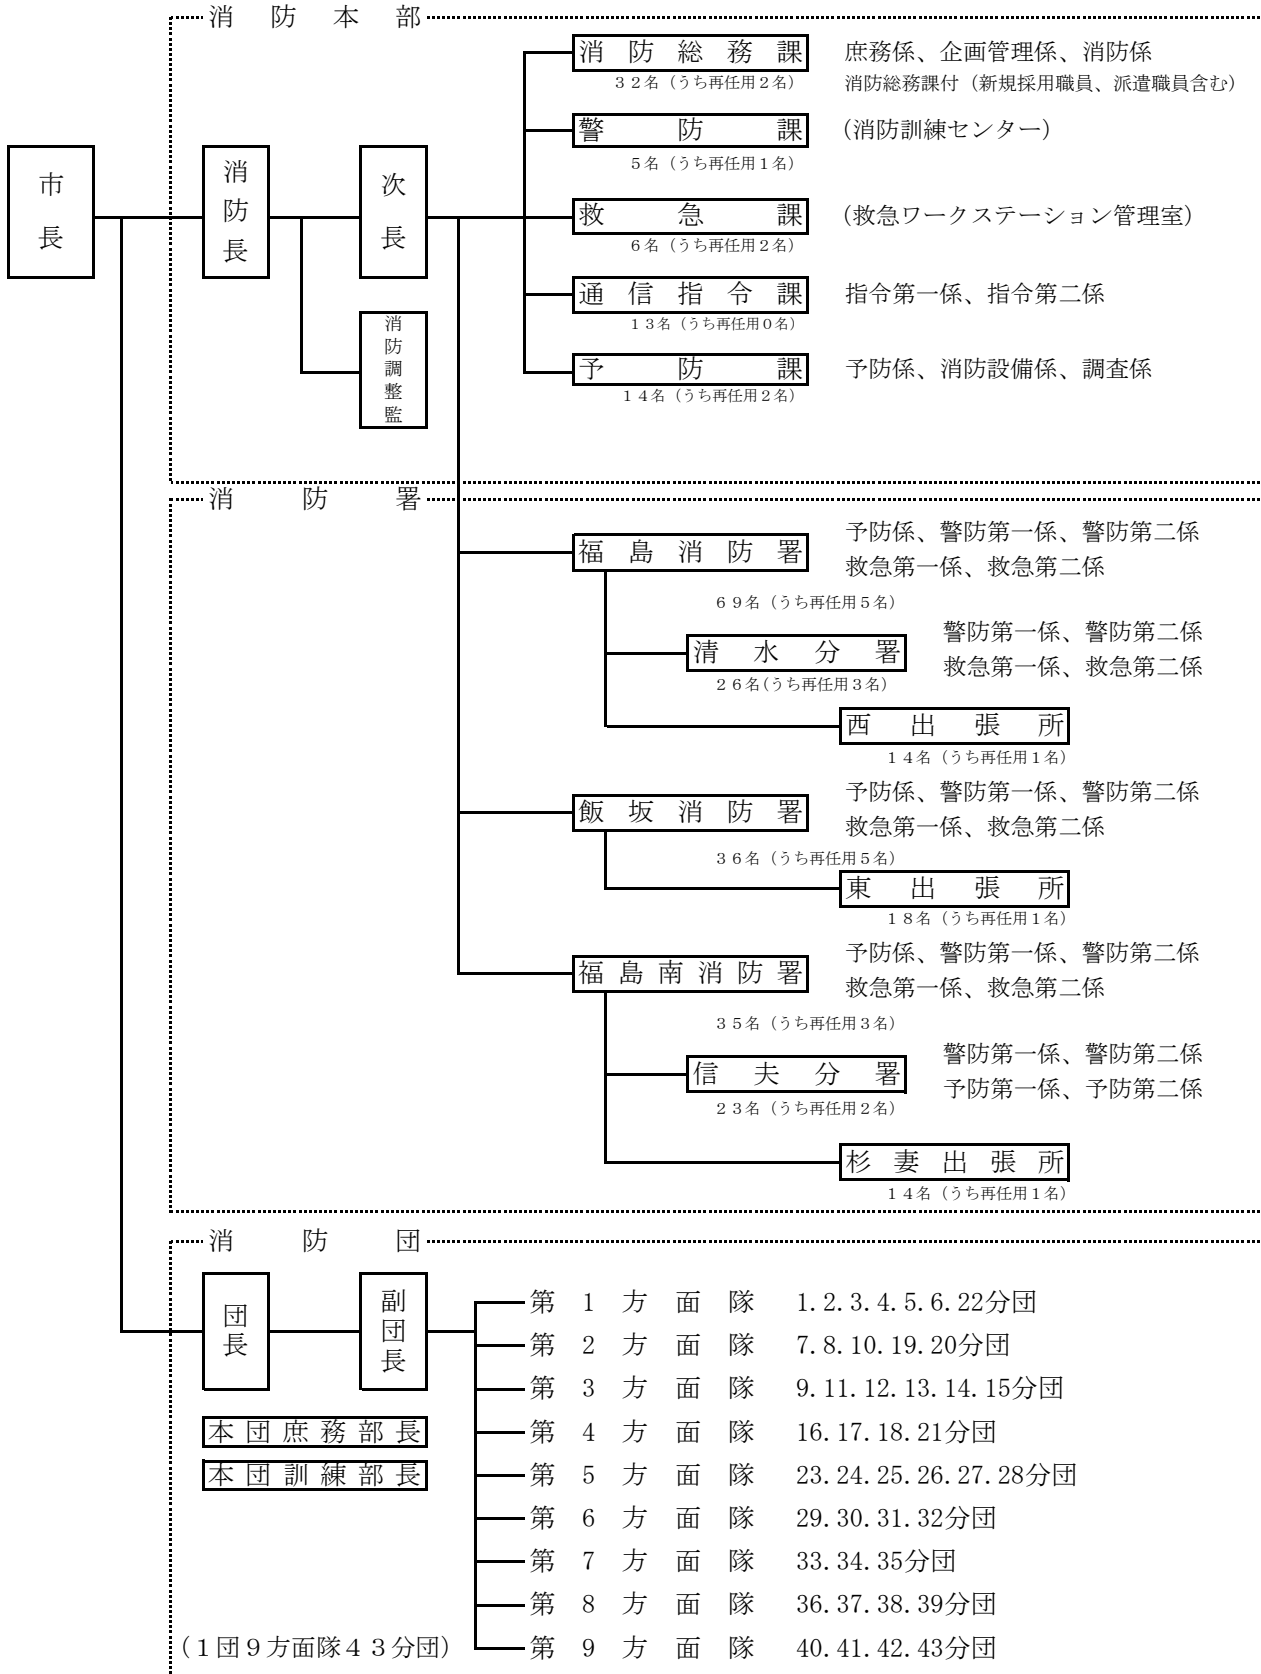 消防本部
消防総務課 庶務係、企画管理係、消防係
３２名（うち再任用２名） 消防総務課付（新規採用職員、派遣職員含む）
警防課 （消防訓練センター）
５名（うち再任用１名）
市長
消防長
次長
救急課 （救急ワークステーション管理室）
６名（うち再任用２名）
通信指令課 指令第一係、指令第二係
１３名（うち再任用０名）
消防調整監
予防課 予防係、消防設備係、調査係
１４名（うち再任用２名）
消防署
福島消防署 予防係、警防第一係、警防第二係
救急第一係、救急第二係
６９名（うち再任用５名）
清水分署 警防第一係、警防第二係
救急第一係、救急第二係
２６名(うち再任用３名）
西出張所
１４名（うち再任用１名）
飯坂消防署 予防係、警防第一係、警防第二係
救急第一係、救急第二係
３６名（うち再任用５名）
東出張所
１８名（うち再任用１名）
福島南消防署 予防係、警防第一係、警防第二係
救急第一係、救急第二係
３５名（うち再任用３名）
信夫分署 警防第一係、警防第二係
予防第一係、予防第二係
２３名（うち再任用２名）
杉妻出張所
１４名（うち再任用１名）
消防団
団長
副団長
第1方面隊 1.2.3.4.5.6.22分団
第2方面隊 7.8.10.19.20分団
第3方面隊 9.11.12.13.14.15分団
本団庶務部長 第4方面隊 16.17.18.21分団
本団訓練部長 第5方面隊 23.24.25.26.27.28分団
第6方面隊 29.30.31.32分団
第7方面隊 33.34.35分団
第8方面隊 36.37.38.39分団
（１団９方面隊４３分団） 第9方面隊 40.41.42.43分団